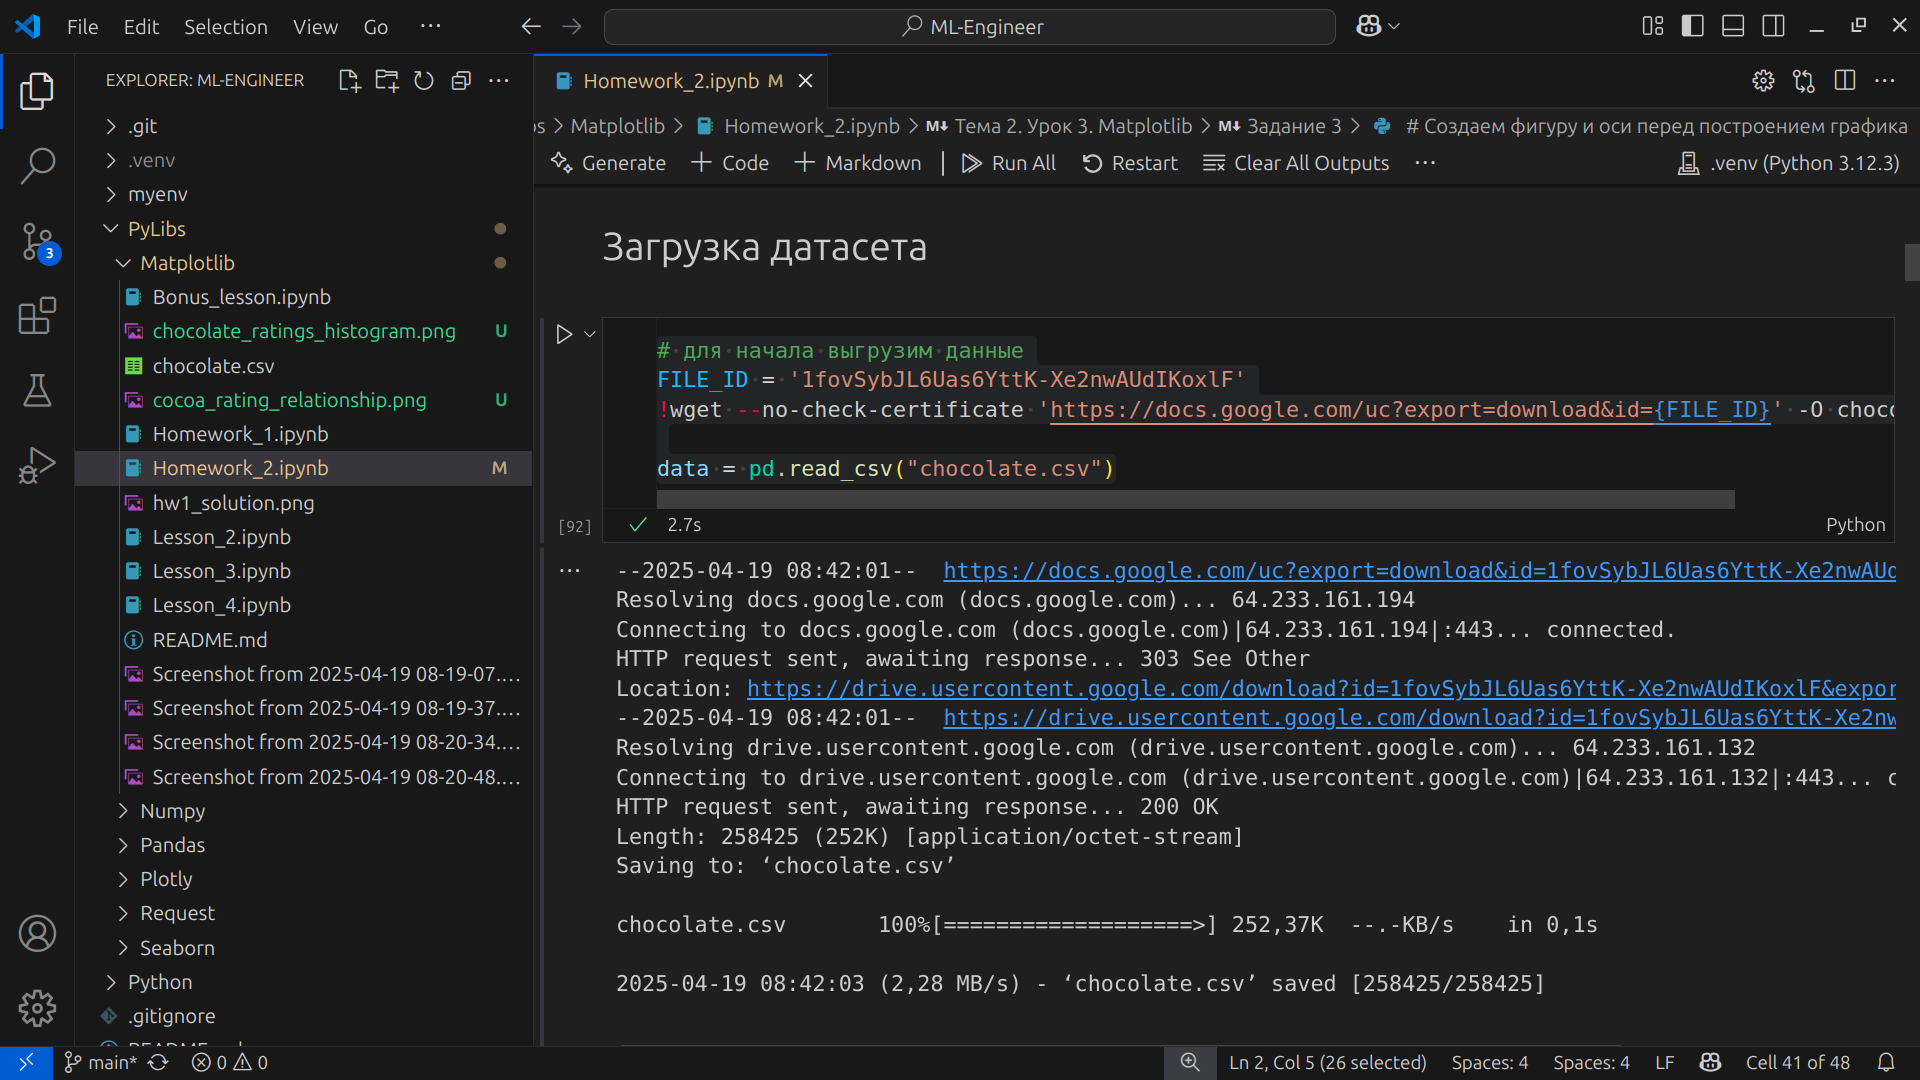 File Edit Selection View Go ···
ML-Engineer
EXPLORER: ML-ENGINEER
.git
.venv
myenv
PyLibs
Matplotlib
Bonus_lesson.ipynb
chocolate_ratings_histogram.png U
chocolate.csv
cocoa_rating_relationship.png U
Homework_1.ipynb
Homework_2.ipynb M
hw1_solution.png
Lesson_2.ipynb
Lesson_3.ipynb
Lesson_4.ipynb
README.md
Screenshot from 2025-04-19 08-19-07....
Screenshot from 2025-04-19 08-19-37....
Screenshot from 2025-04-19 08-20-34....
Screenshot from 2025-04-19 08-20-48....
Numpy
Pandas
Plotly
Request
Seaborn
Python
.gitignore
3
Homework_2.ipynb M
os > Matplotlib > Homework_2.ipynb > M↓ Тема 2. Урок 3. Matplotlib > M↓ Задание 3 > # Создаем фигуру и оси перед построением графика
Generate + Code + Markdown | Run All Restart Clear All Outputs ··· .venv (Python 3.12.3)
Загрузка датасета
# для начала выгрузим данные
FILE_ID = '1fovSybJL6Uas6YttK-Xe2nwAUdIKoxlF'
!wget --no-check-certificate 'https://docs.google.com/uc?export=download&id={FILE_ID}' -O choco
data = pd.read_csv("chocolate.csv")
[92] 2.7s Python
--2025-04-19 08:42:01--  https://docs.google.com/uc?export=download&id=1fovSybJL6Uas6YttK-Xe2nwAUd
Resolving docs.google.com (docs.google.com)... 64.233.161.194
Connecting to docs.google.com (docs.google.com)|64.233.161.194|:443... connected.
HTTP request sent, awaiting response... 303 See Other
Location: https://drive.usercontent.google.com/download?id=1fovSybJL6Uas6YttK-Xe2nwAUdIKoxlF&expor
--2025-04-19 08:42:01--  https://drive.usercontent.google.com/download?id=1fovSybJL6Uas6YttK-Xe2nw
Resolving drive.usercontent.google.com (drive.usercontent.google.com)... 64.233.161.132
Connecting to drive.usercontent.google.com (drive.usercontent.google.com)|64.233.161.132|:443... c
HTTP request sent, awaiting response... 200 OK
Length: 258425 (252K) [application/octet-stream]
Saving to: ‘chocolate.csv’
chocolate.csv       100%[===================>] 252,37K  --.-KB/s    in 0,1s
2025-04-19 08:42:03 (2,28 MB/s) - ‘chocolate.csv’ saved [258425/258425]
main* 0 0 Ln 2, Col 5 (26 selected) Spaces: 4 Spaces: 4 LF Cell 41 of 48